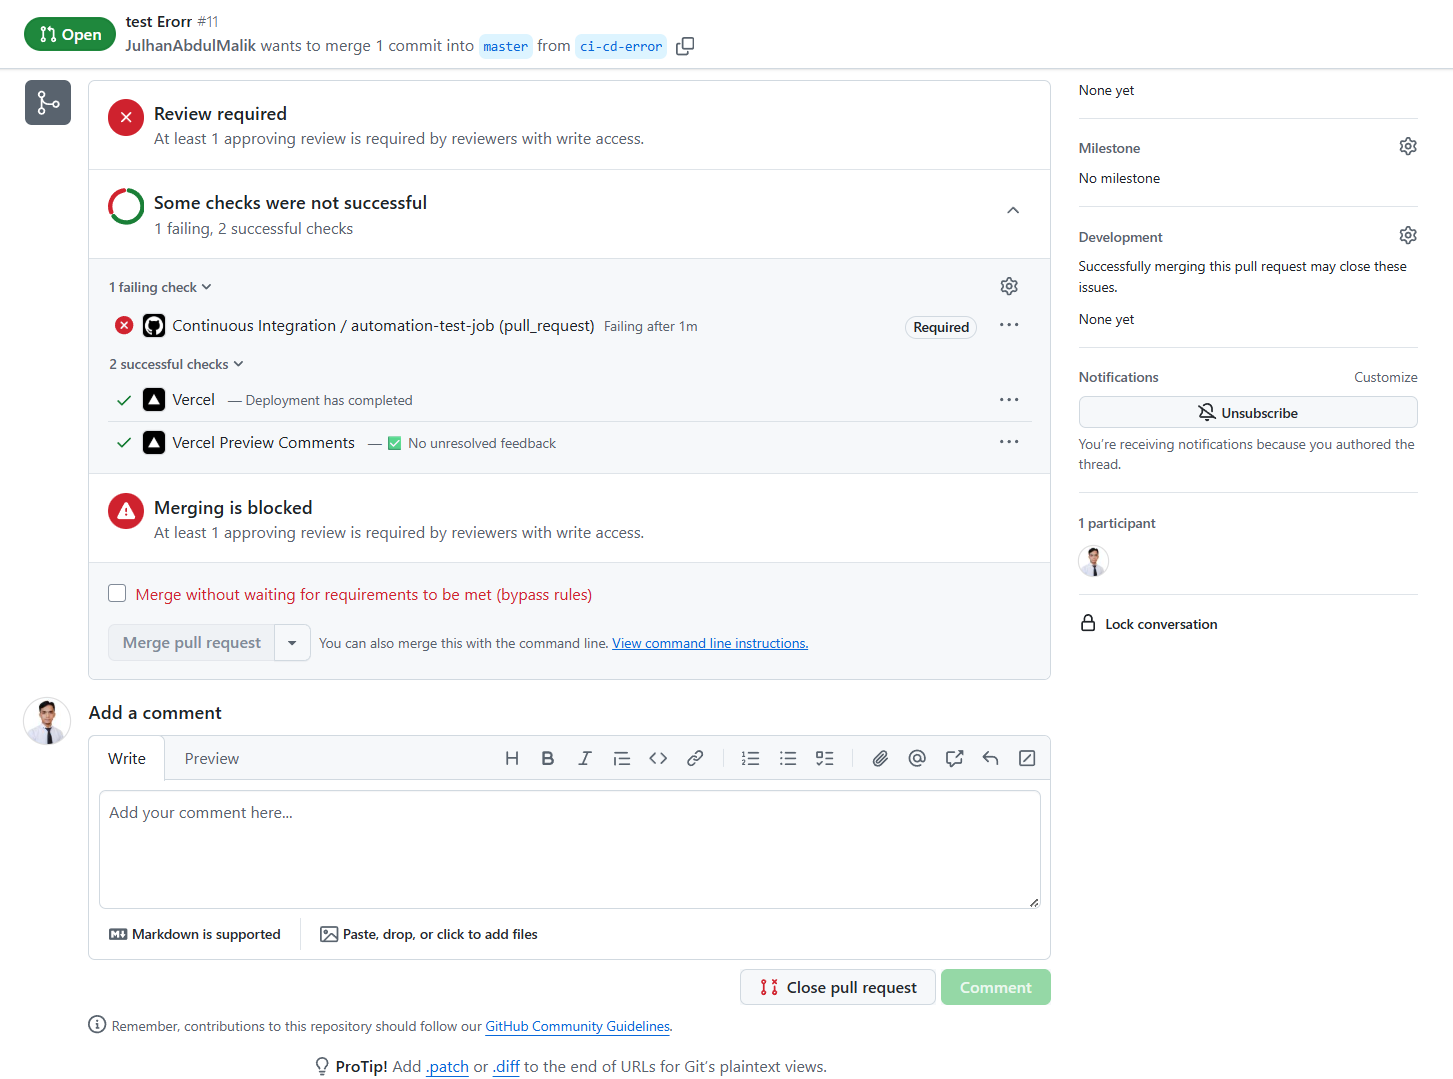 Open
test Erorr #11
JulhanAbdulMalik wants to merge 1 commit into master from ci-cd-error
Review required
At least 1 approving review is required by reviewers with write access.
Some checks were not successful
1 failing, 2 successful checks
1 failing check
Continuous Integration / automation-test-job (pull_request) Failing after 1m
Required
2 successful checks
Vercel — Deployment has completed
Vercel Preview Comments — ✅ No unresolved feedback
Merging is blocked
At least 1 approving review is required by reviewers with write access.
Merge without waiting for requirements to be met (bypass rules)
Merge pull request
You can also merge this with the command line. View command line instructions.
Add a comment
Write
Preview
Add your comment here...
Markdown is supported
Paste, drop, or click to add files
Close pull request
Comment
Remember, contributions to this repository should follow our GitHub Community Guidelines.
ProTip! Add .patch or .diff to the end of URLs for Git's plaintext views.
None yet
Milestone
No milestone
Development
Successfully merging this pull request may close these
issues.
None yet
Notifications
Customize
Unsubscribe
You're receiving notifications because you authored the
thread.
1 participant
Lock conversation